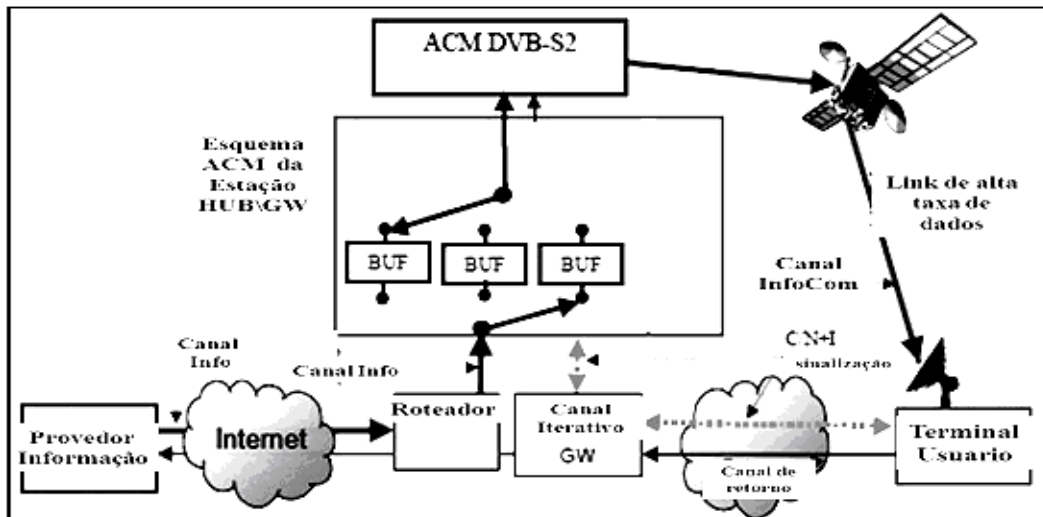 ACM DVB-S2
Esquema
ACM da
Estação
HUB\GW
BUF
BUF
BUF
Link de alta
taxa de
dados
Canal
InfoCom
Canal
Info
Canal Info
C/N+I
sinalização
Provedor
Informação
Internet
Roteador
Canal
Iterativo
GW
Canal de
retorno
Terminal
Usuario